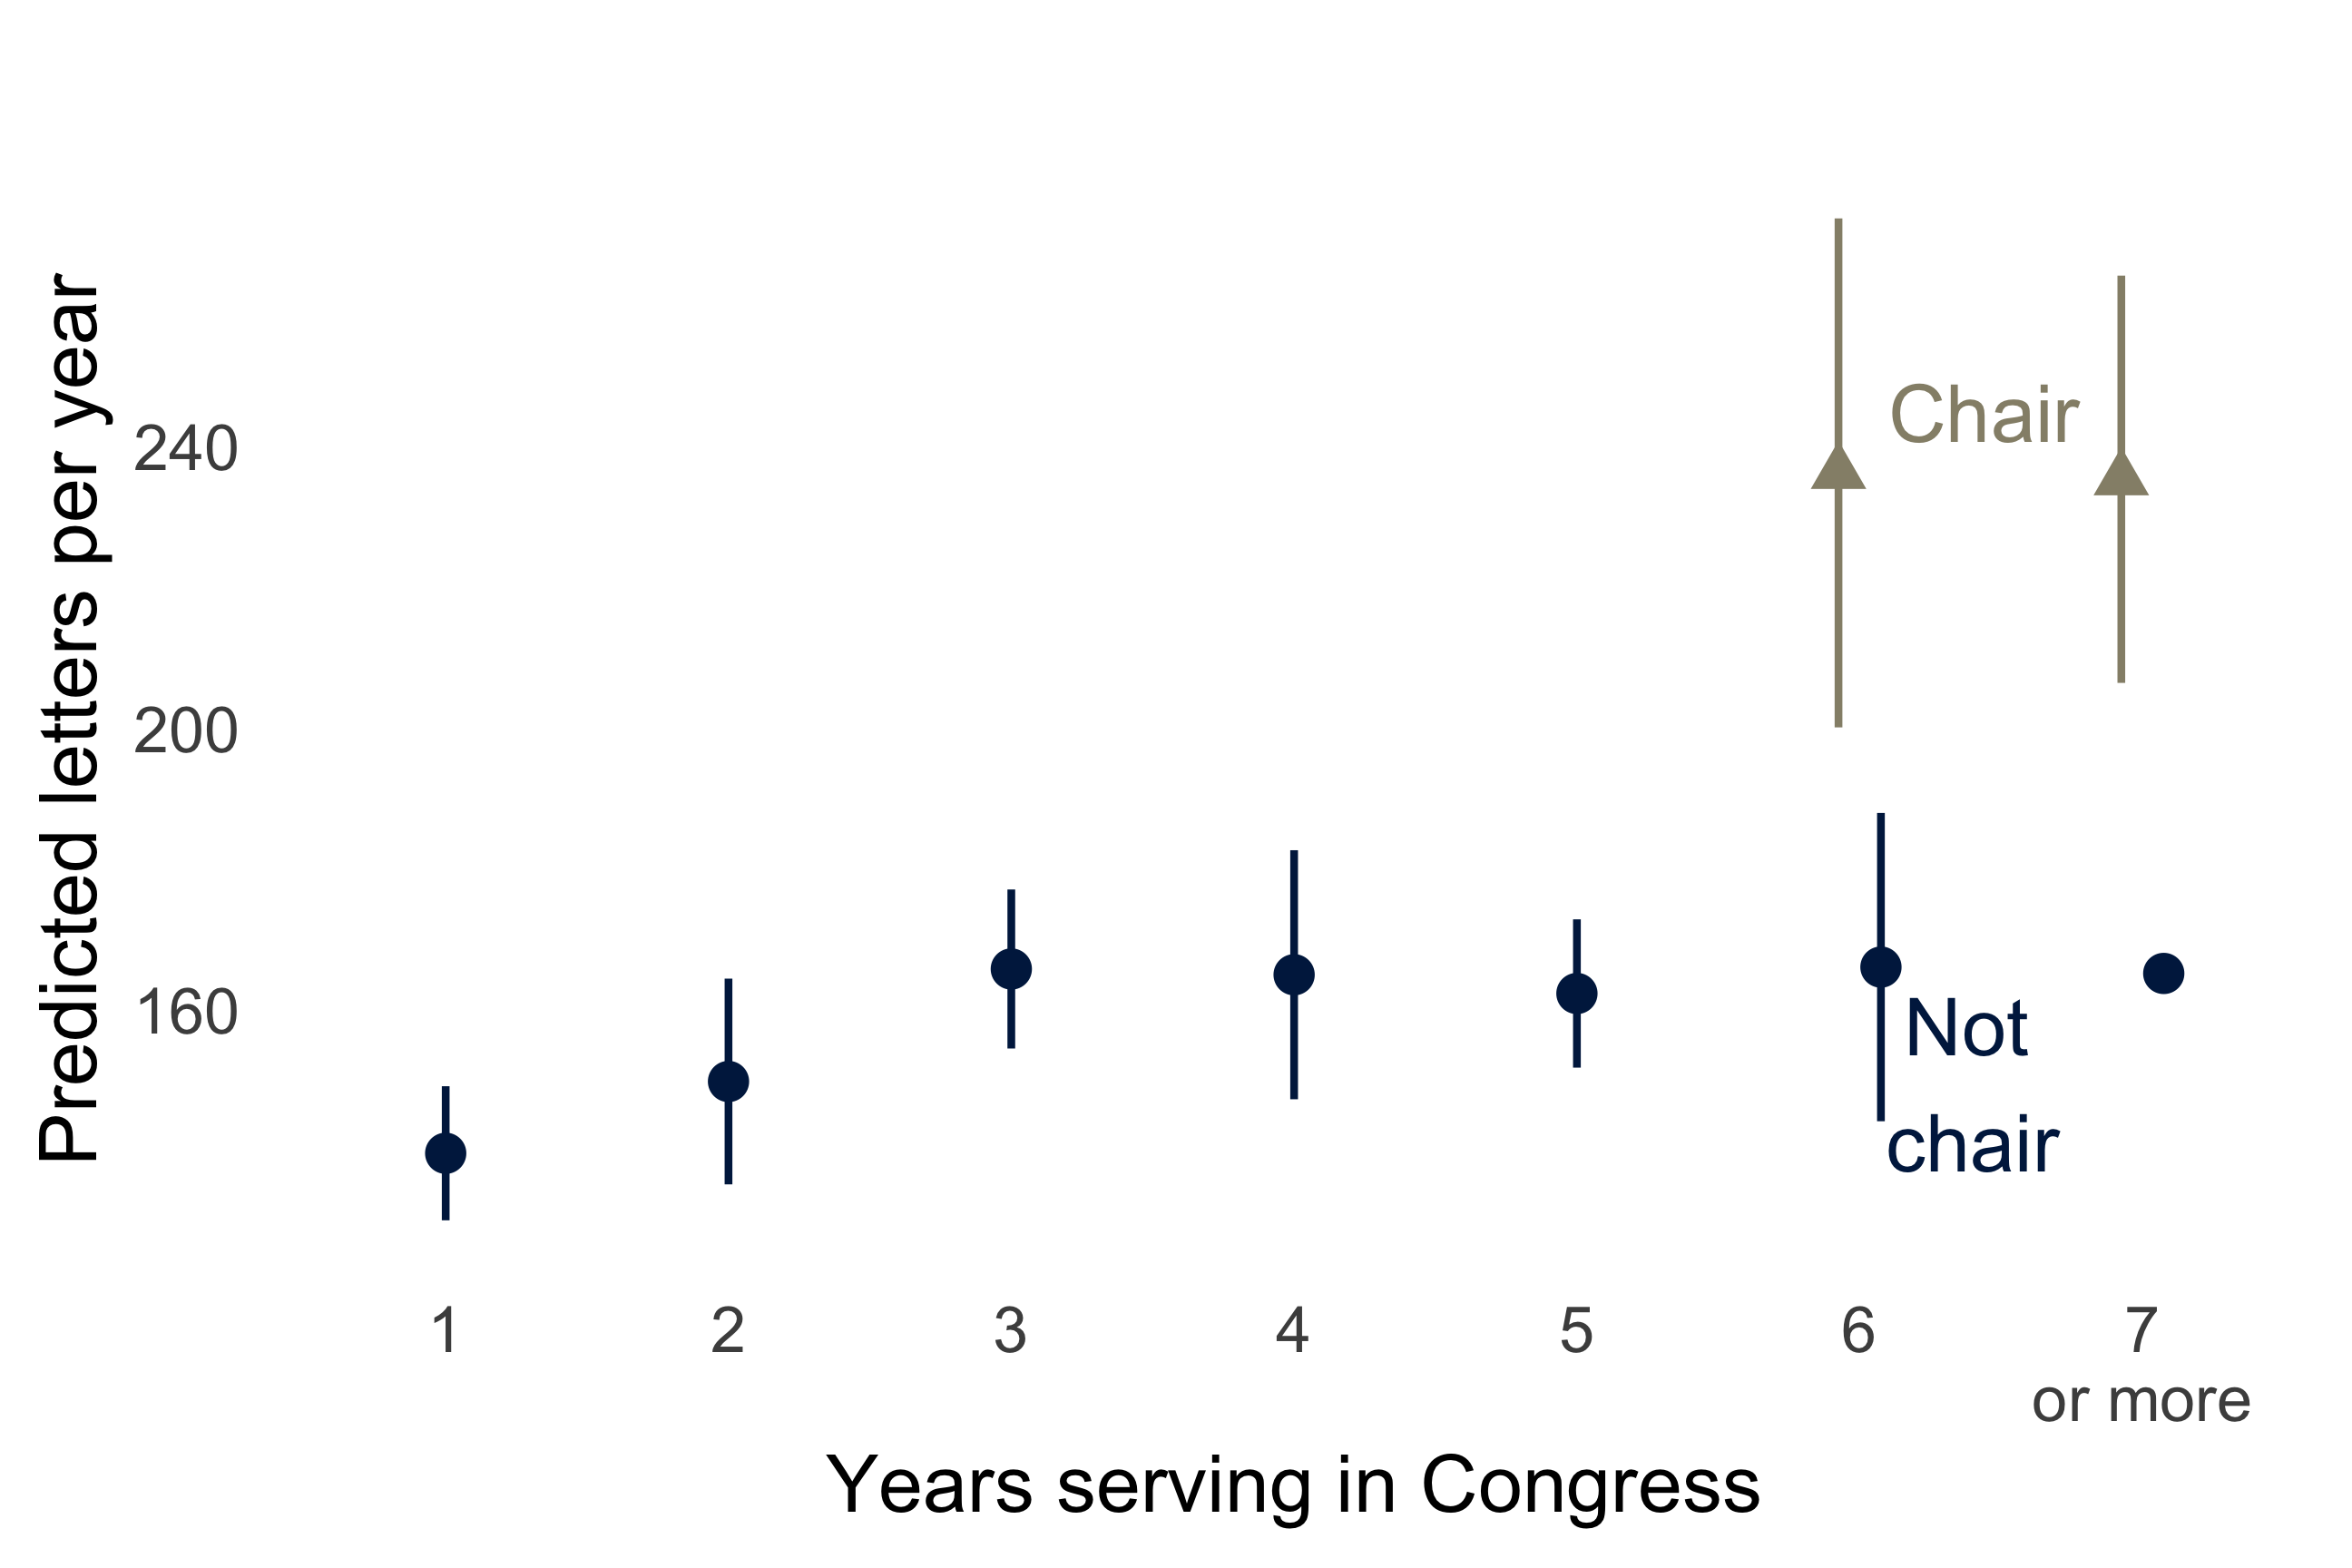 Predicted letters per year
240
200
160
Chair
Not
chair
1 2 3 4 5 6 7
or more
Years serving in Congress